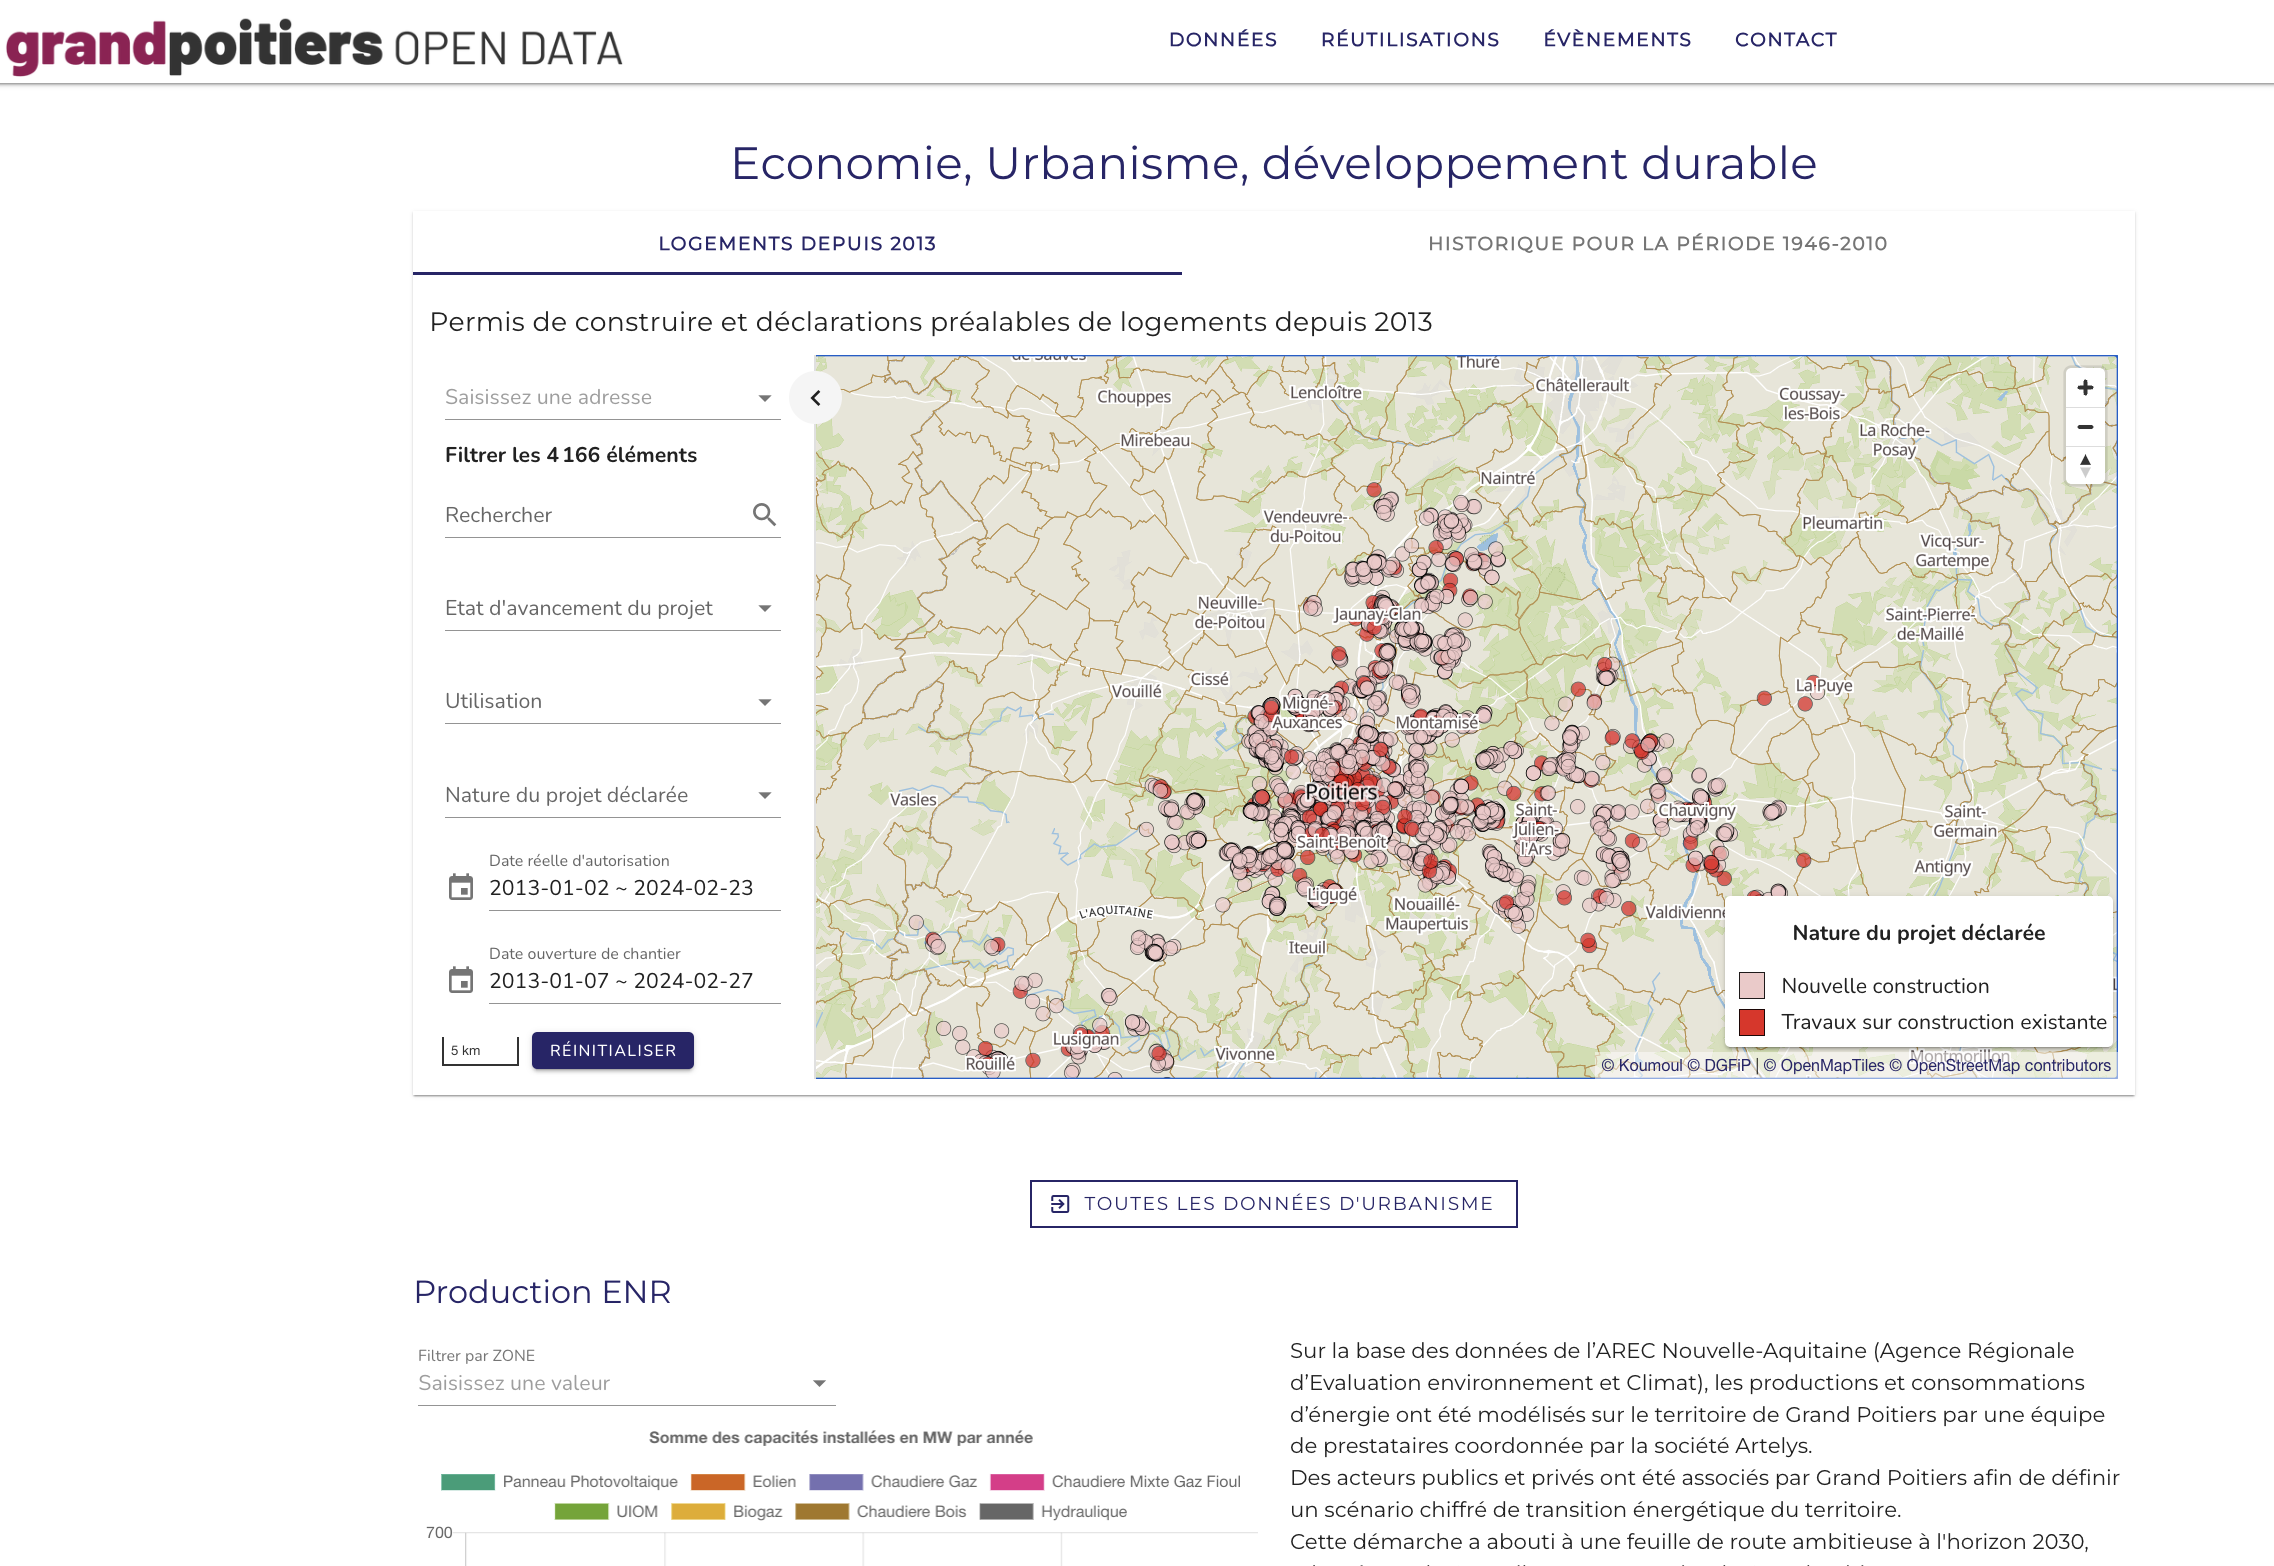 grandpoitiers OPEN DATA
DONNÉES
RÉUTILISATIONS
ÉVÈNEMENTS
CONTACT
Economie, Urbanisme, développement durable
LOGEMENTS DEPUIS 2013
HISTORIQUE POUR LA PÉRIODE 1946-2010
Permis de construire et déclarations préalables de logements depuis 2013
Saisissez une adresse
Filtrer les 4 166 éléments
Rechercher
Etat d'avancement du projet
Utilisation
Nature du projet déclarée
Date réelle d'autorisation
2013-01-02 ~ 2024-02-23
Date ouverture de chantier
2013-01-07 ~ 2024-02-27
5 km
RÉINITIALISER
de-Sauves
Thuré
Châtellerault
Lencloître
Chouppes
Coussay-
les-Bois
La Roche-
Posay
Mirebeau
Naintré
Vendeuvre-
du-Poitou
Pleumartin
Vicq-sur-
Gartempe
Neuville-
de-Poitou
Jaunay-Clan
Saint-Pierre-
de-Maillé
Cissé
Vouillé
La Puye
Migné-
Auxances
Montamisé
Vasles
Poitiers
Saint-
Julien-
l'Ars
Chauvigny
Saint-
Germain
Saint-Benoît
Antigny
Ligugé
Nouaillé-
Maupertuis
Valdivienne
L'AQUITAINE
Iteuil
Lusignan
Vivonne
Rouillé
Montmorillon
Nature du projet déclarée
Nouvelle construction
Travaux sur construction existante
© Koumoul © DGFiP | © OpenMapTiles © OpenStreetMap contributors
TOUTES LES DONNÉES D'URBANISME
Production ENR
Filtrer par ZONE
Saisissez une valeur
Somme des capacités installées en MW par année
Panneau Photovoltaique
Eolien
Chaudiere Gaz
Chaudiere Mixte Gaz Fioul
UIOM
Biogaz
Chaudiere Bois
Hydraulique
700
Sur la base des données de l’AREC Nouvelle-Aquitaine (Agence Régionale
d’Evaluation environnement et Climat), les productions et consommations
d’énergie ont été modélisés sur le territoire de Grand Poitiers par une équipe
de prestataires coordonnée par la société Artelys.
Des acteurs publics et privés ont été associés par Grand Poitiers afin de définir
un scénario chiffré de transition énergétique du territoire.
Cette démarche a abouti à une feuille de route ambitieuse à l'horizon 2030,